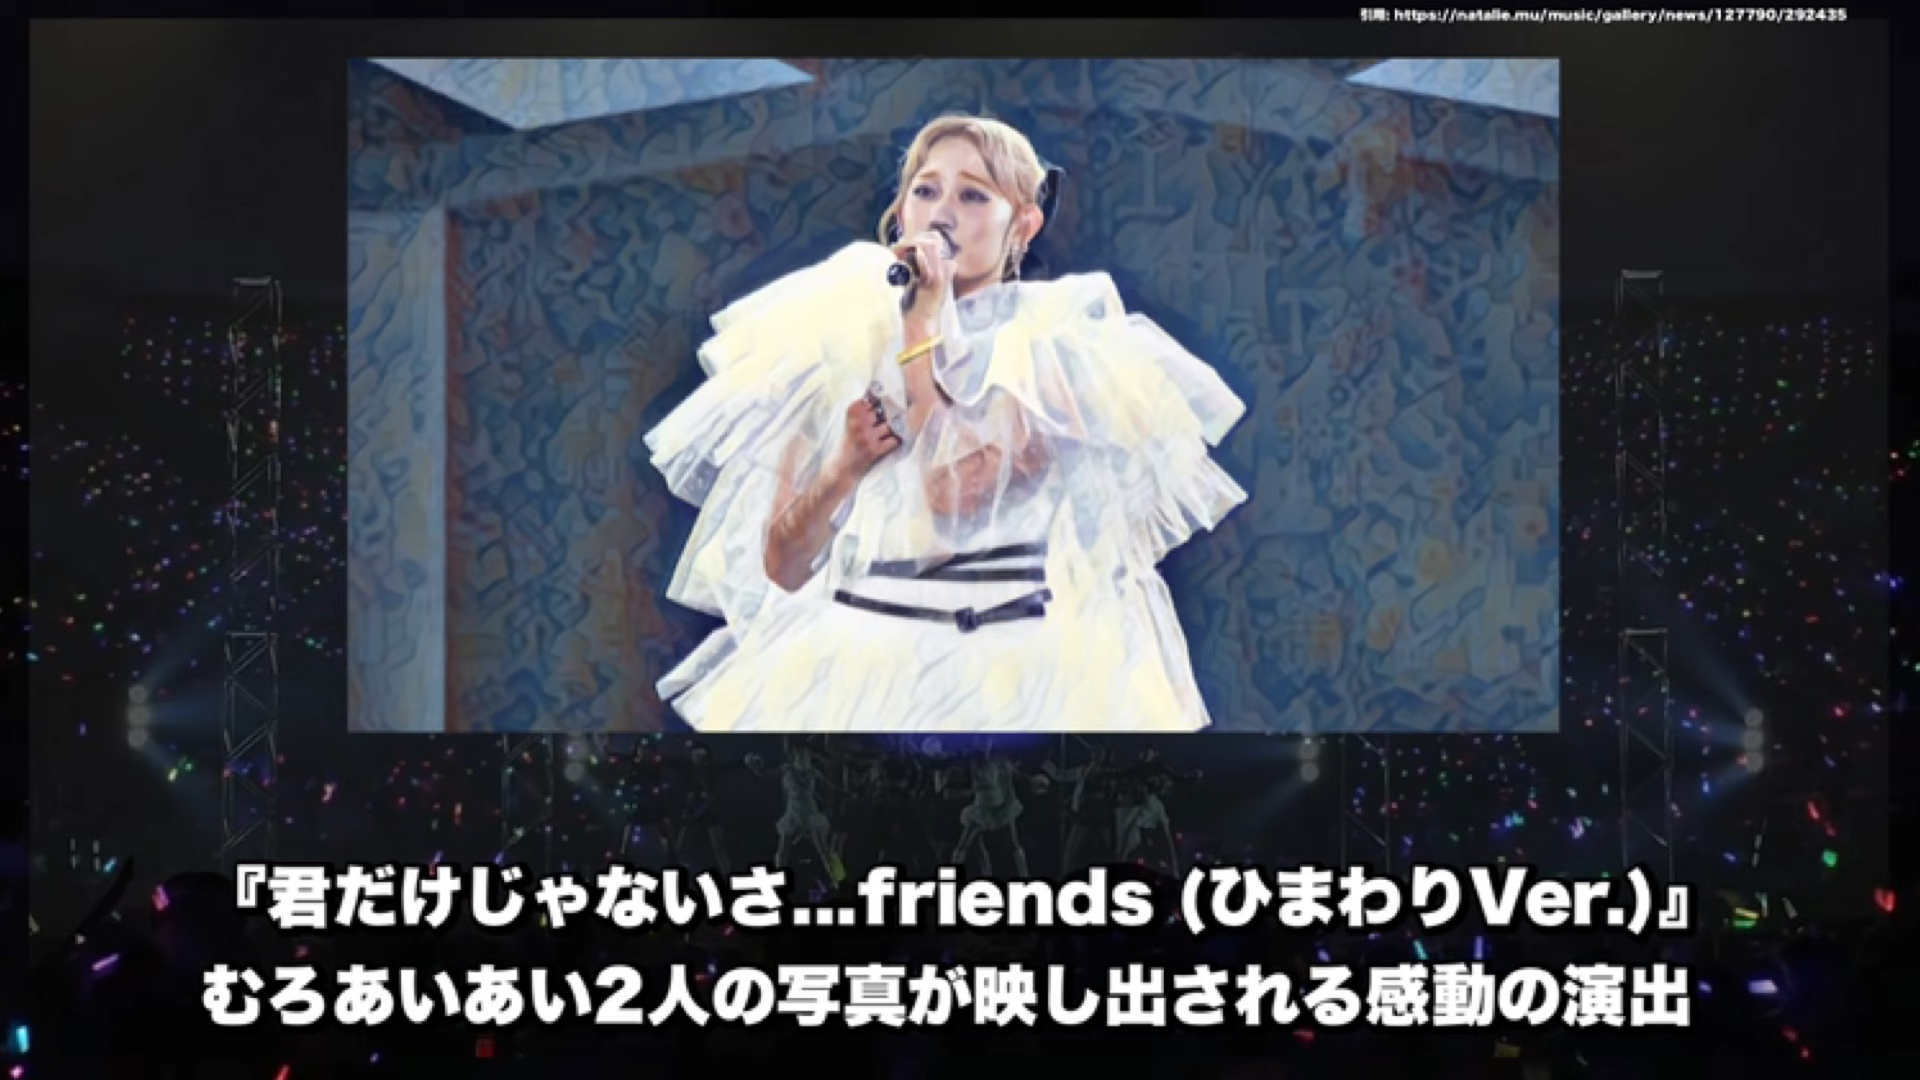 引用: https://natalie.mu/music/gallery/news/127790/292435
『君だけじゃないさ...friends (ひまわりVer.)』
むろあいあい2人の写真が映し出される感動の演出